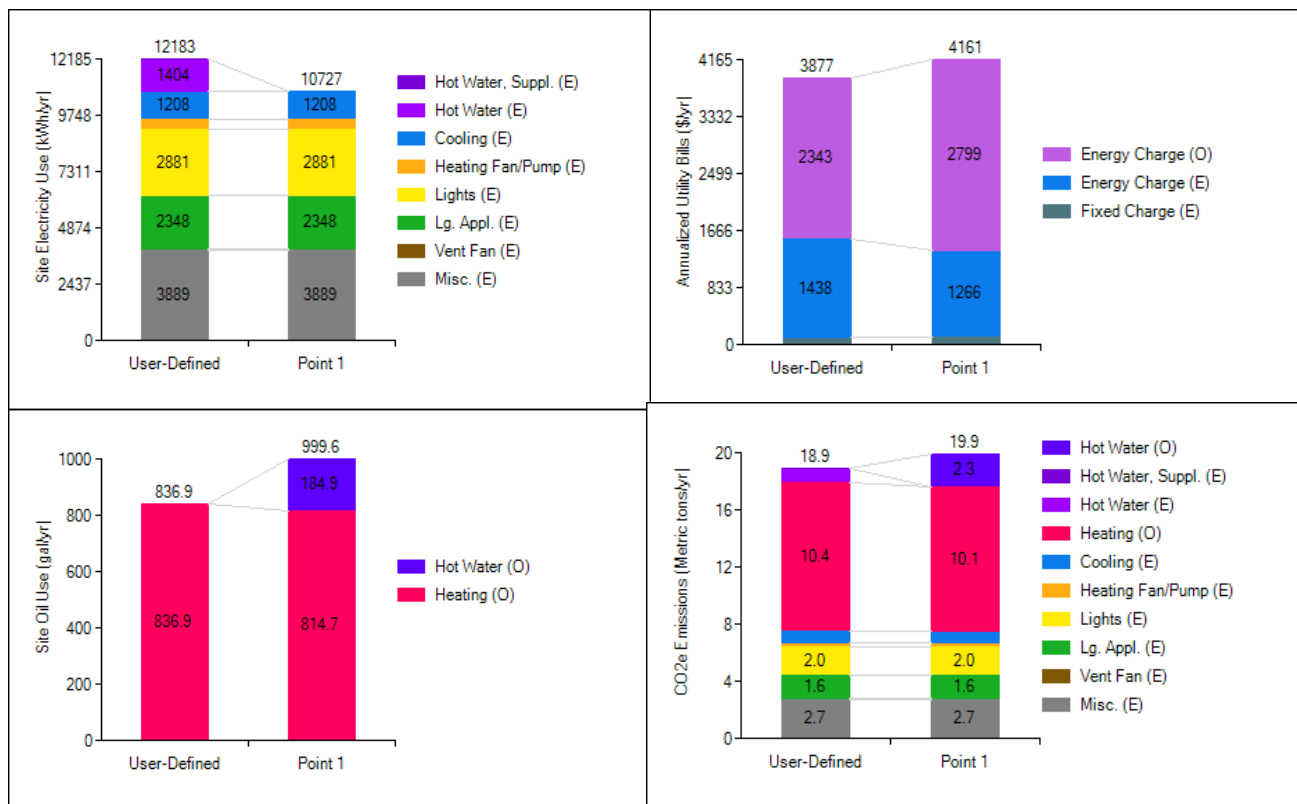 Site Electricity Use (kWh/yr)
12185
9748
7311
4874
2437
0
12183
1404
1208
2881
2348
3889
10727
1208
2881
2348
3889
User-Defined
Point 1
Hot Water, Suppl. (E)
Hot Water (E)
Cooling (E)
Heating Fan/Pump (E)
Lights (E)
Lg. Appl. (E)
Vent Fan (E)
Misc. (E)
Annualized Utility Bills ($/yr)
4165
3332
2499
1666
833
0
3877
2343
1438
4161
2799
1266
User-Defined
Point 1
Energy Charge (O)
Energy Charge (E)
Fixed Charge (E)
Site Oil Use (gal/yr)
1000
800
600
400
200
0
836.9
836.9
999.6
184.9
814.7
User-Defined
Point 1
Hot Water (O)
Heating (O)
CO2e Emissions (Metric tons/yr)
20
16
12
8
4
0
18.9
10.4
2.0
1.6
2.7
19.9
2.3
10.1
2.0
1.6
2.7
User-Defined
Point 1
Hot Water (O)
Hot Water, Suppl. (E)
Hot Water (E)
Heating (O)
Cooling (E)
Heating Fan/Pump (E)
Lights (E)
Lg. Appl. (E)
Vent Fan (E)
Misc. (E)